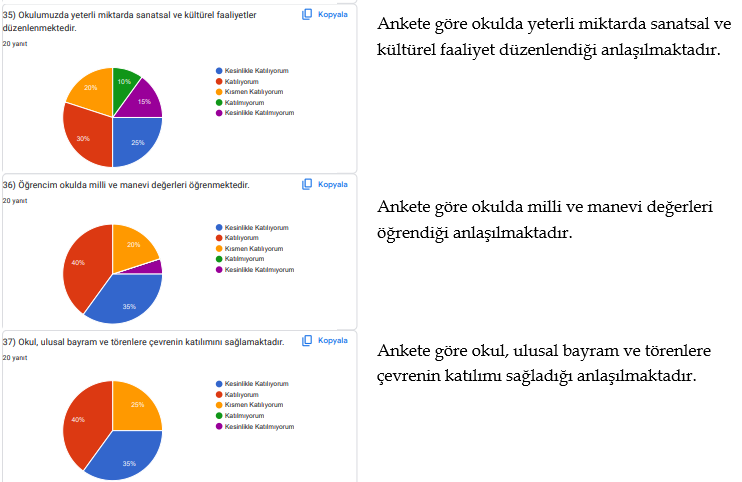 35) Okulumuzda yeterli miktarda sanatsal ve kültürel faaliyetler
düzenlenmektedir.
Kopyala
20 yanıt
Kesinlikle Katılıyorum
Katılıyorum
Kısmen Katılıyorum
Katılmıyorum
Kesinlikle Katılmıyorum
10%
20%
15%
30%
25%
Ankete göre okulda yeterli miktarda sanatsal ve
kültürel faaliyet düzenlendiği anlaşılmaktadır.
36) Öğrencim okulda milli ve manevi değerleri öğrenmektedir.
Kopyala
20 yanıt
Kesinlikle Katılıyorum
Katılıyorum
Kısmen Katılıyorum
Katılmıyorum
Kesinlikle Katılmıyorum
20%
40%
35%
Ankete göre okulda milli ve manevi değerleri
öğrendiği anlaşılmaktadır.
37) Okul, ulusal bayram ve törenlere çevrenin katılımını sağlamaktadır.
Kopyala
20 yanıt
Kesinlikle Katılıyorum
Katılıyorum
Kısmen Katılıyorum
Katılmıyorum
Kesinlikle Katılmıyorum
25%
40%
35%
Ankete göre okul, ulusal bayram ve törenlere
çevrenin katılımı sağladığı anlaşılmaktadır.